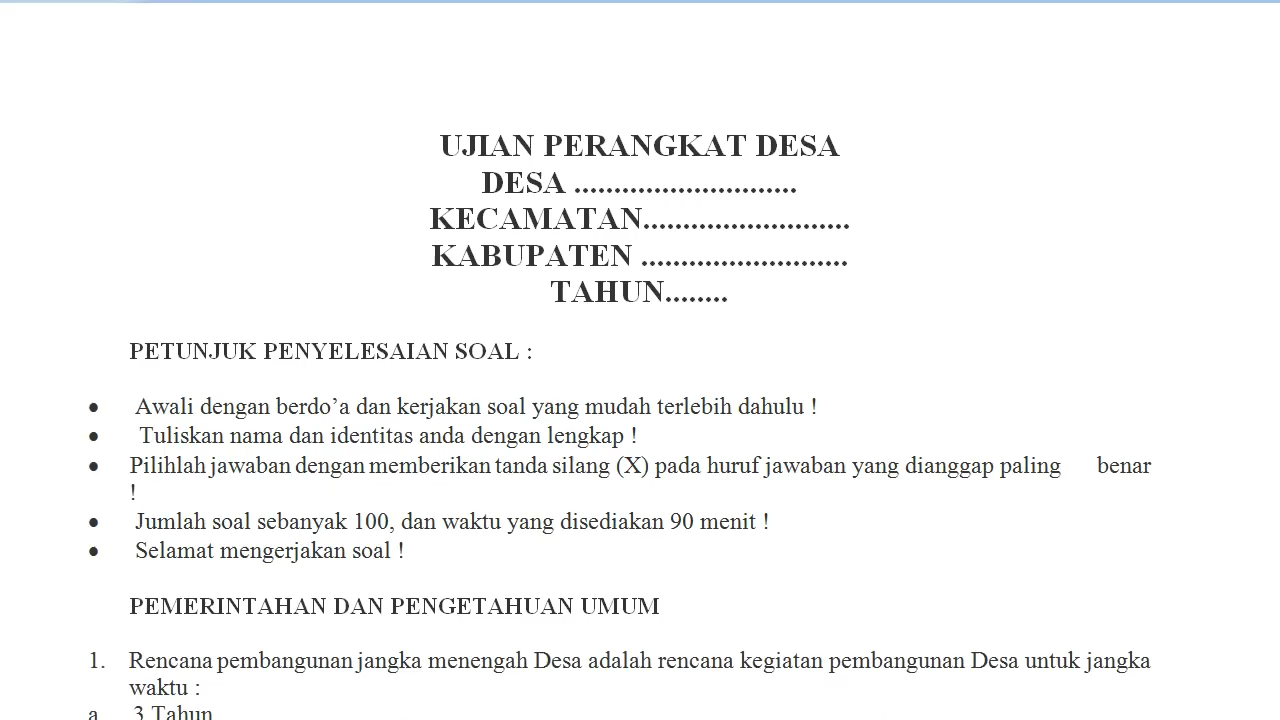 UJIAN PERANGKAT DESA
DESA ............................
KECAMATAN..........................
KABUPATEN ..........................
TAHUN........
PETUNJUK PENYELESAIAN SOAL :
• Awali dengan berdo’a dan kerjakan soal yang mudah terlebih dahulu !
• Tuliskan nama dan identitas anda dengan lengkap !
• Pilihlah jawaban dengan memberikan tanda silang (X) pada huruf jawaban yang dianggap paling benar
!
• Jumlah soal sebanyak 100, dan waktu yang disediakan 90 menit !
• Selamat mengerjakan soal !
PEMERINTAHAN DAN PENGETAHUAN UMUM
1. Rencana pembangunan jangka menengah Desa adalah rencana kegiatan pembangunan Desa untuk jangka
waktu :
a. 3 Tahun